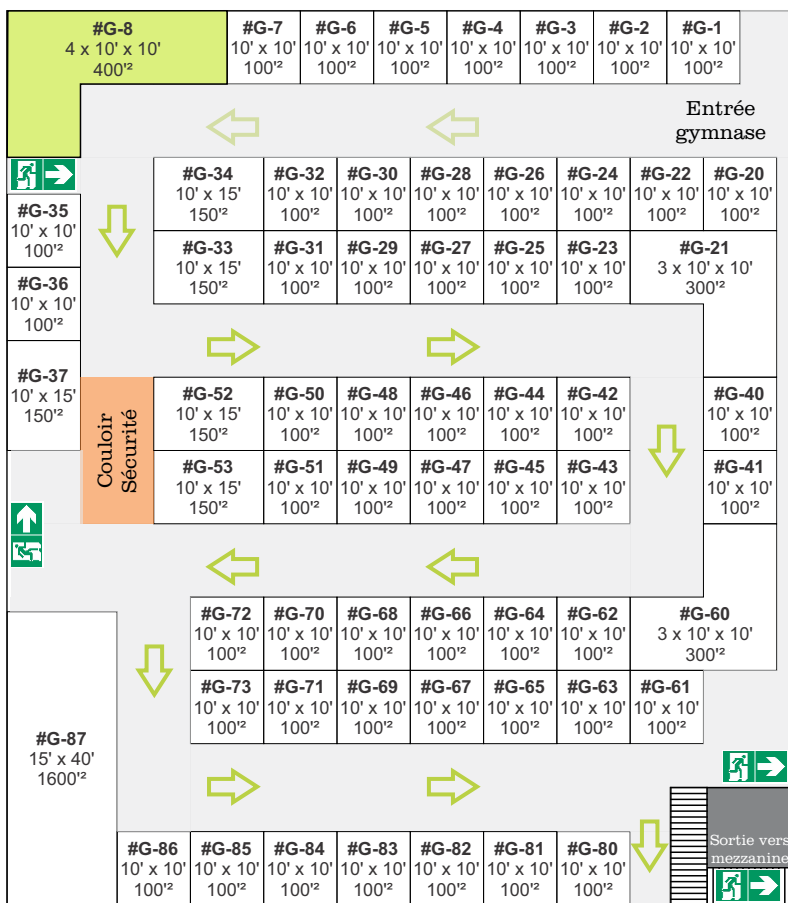 #G-8
4 x 10' x 10'
400'²
#G-7
10' x 10'
100'²
#G-6
10' x 10'
100'²
#G-5
10' x 10'
100'²
#G-4
10' x 10'
100'²
#G-3
10' x 10'
100'²
#G-2
10' x 10'
100'²
#G-1
10' x 10'
100'²
Entrée
gymnase
#G-34
10' x 15'
150'²
#G-32
10' x 10'
100'²
#G-30
10' x 10'
100'²
#G-28
10' x 10'
100'²
#G-26
10' x 10'
100'²
#G-24
10' x 10'
100'²
#G-22
10' x 10'
100'²
#G-20
10' x 10'
100'²
#G-35
10' x 10'
100'²
#G-33
10' x 15'
150'²
#G-31
10' x 10'
100'²
#G-29
10' x 10'
100'²
#G-27
10' x 10'
100'²
#G-25
10' x 10'
100'²
#G-23
10' x 10'
100'²
#G-21
3 x 10' x 10'
300'²
#G-36
10' x 10'
100'²
#G-37
10' x 15'
150'²
Couloir
Sécurité
#G-52
10' x 15'
150'²
#G-50
10' x 10'
100'²
#G-48
10' x 10'
100'²
#G-46
10' x 10'
100'²
#G-44
10' x 10'
100'²
#G-42
10' x 10'
100'²
#G-40
10' x 10'
100'²
#G-53
10' x 15'
150'²
#G-51
10' x 10'
100'²
#G-49
10' x 10'
100'²
#G-47
10' x 10'
100'²
#G-45
10' x 10'
100'²
#G-43
10' x 10'
100'²
#G-41
10' x 10'
100'²
#G-72
10' x 10'
100'²
#G-70
10' x 10'
100'²
#G-68
10' x 10'
100'²
#G-66
10' x 10'
100'²
#G-64
10' x 10'
100'²
#G-62
10' x 10'
100'²
#G-60
3 x 10' x 10'
300'²
#G-73
10' x 10'
100'²
#G-71
10' x 10'
100'²
#G-69
10' x 10'
100'²
#G-67
10' x 10'
100'²
#G-65
10' x 10'
100'²
#G-63
10' x 10'
100'²
#G-61
10' x 10'
100'²
#G-87
15' x 40'
1600'²
#G-86
10' x 10'
100'²
#G-85
10' x 10'
100'²
#G-84
10' x 10'
100'²
#G-83
10' x 10'
100'²
#G-82
10' x 10'
100'²
#G-81
10' x 10'
100'²
#G-80
10' x 10'
100'²
Sortie vers
mezzanine